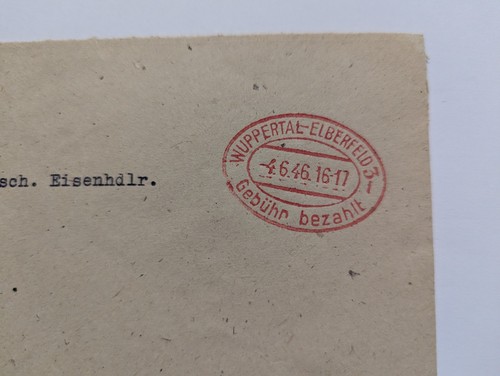 WUPPERTAL-ELBERFELD 3
-4.6.46.16-17
Gebühr bezahlt
sch. Eisenhdlr.